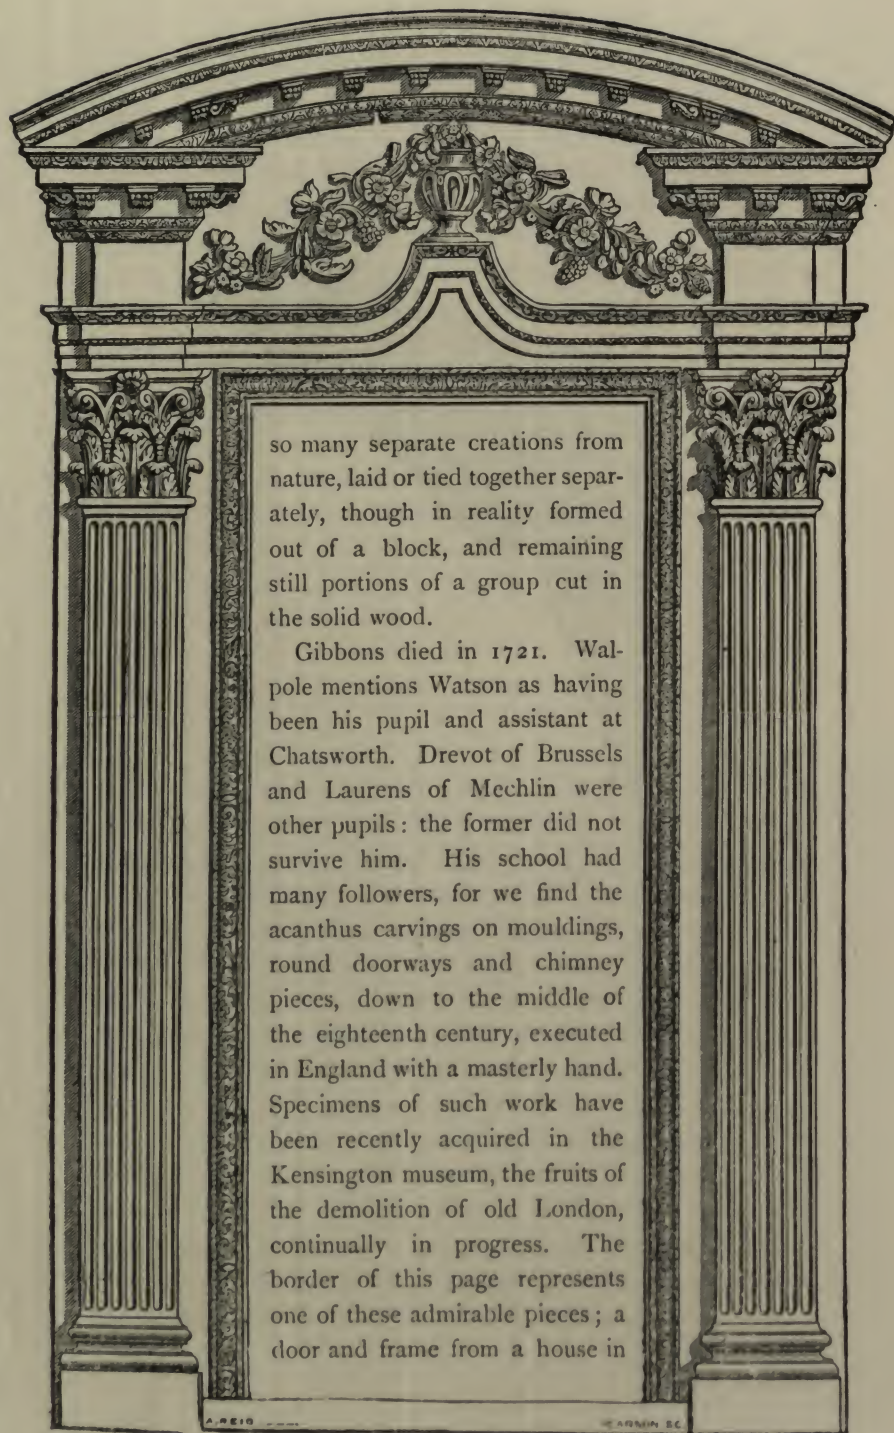 so many separate creations from
nature, laid or tied together separ-
ately, though in reality formed
out of a block, and remaining
still portions of a group cut in
the solid wood.
Gibbons died in 1721. Wal-
pole mentions Watson as having
been his pupil and assistant at
Chatsworth. Drevot of Brussels
and Laurens of Mechlin were
other pupils: the former did not
survive him. His school had
many followers, for we find the
acanthus carvings on mouldings,
round doorways and chimney
pieces, down to the middle of
the eighteenth century, executed
in England with a masterly hand.
Specimens of such work have
been recently acquired in the
Kensington museum, the fruits of
the demolition of old London,
continually in progress. The
border of this page represents
one of these admirable pieces; a
door and frame from a house in
A. REID
SC.